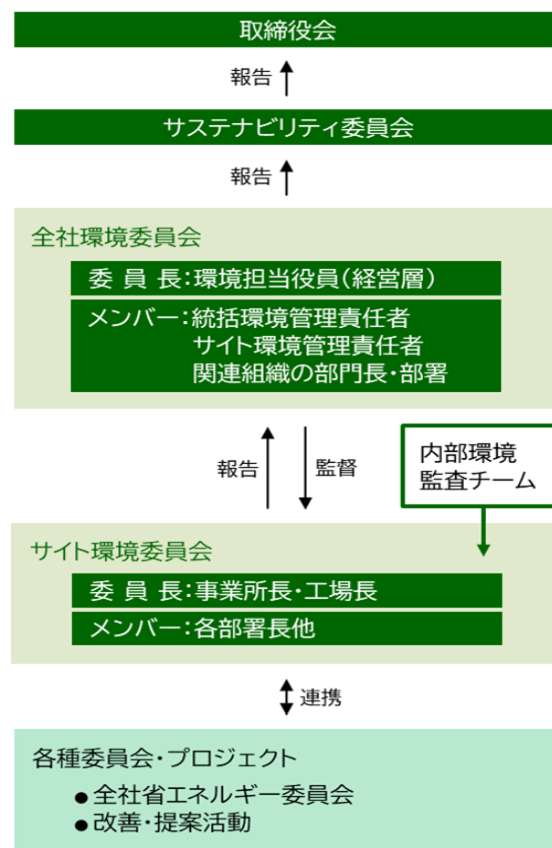 取締役会
報告
サステナビリティ委員会
報告
全社環境委員会
委員長:環境担当役員(経営層)
メンバー:統括環境管理責任者
サイト環境管理責任者
関連組織の部門長・部署
報告
監督
内部環境
監査チーム
サイト環境委員会
委員長:事業所長・工場長
メンバー:各部署長他
連携
各種委員会・プロジェクト
●全社省エネルギー委員会
●改善・提案活動